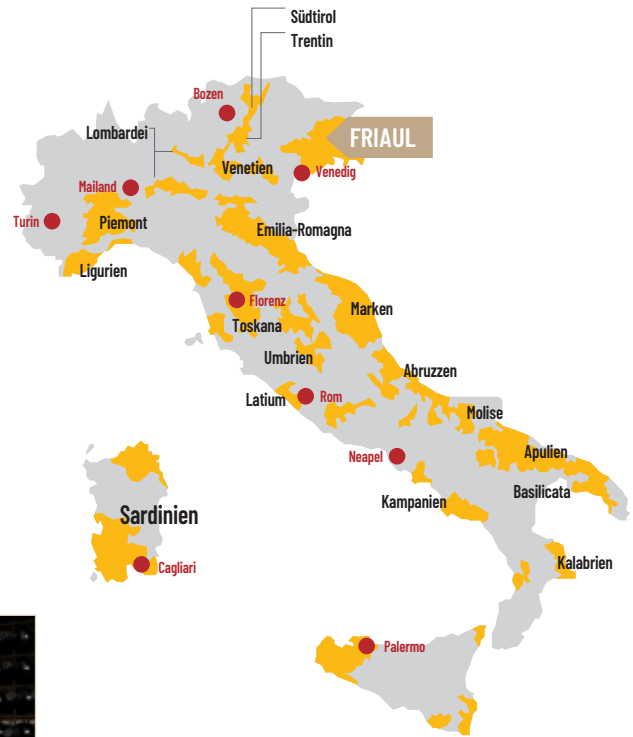 Südtirol
Trentin
Bozen
Lombardei
FRIAUL
Venetien
Venedig
Mailand
Turin
Piemont
Emilia-Romagna
Ligurien
Florenz
Marken
Toskana
Umbrien
Abruzzen
Latium
Rom
Molise
Neapel
Apulien
Basilicata
Kampanien
Sardinien
Kalabrien
Cagliari
Palermo